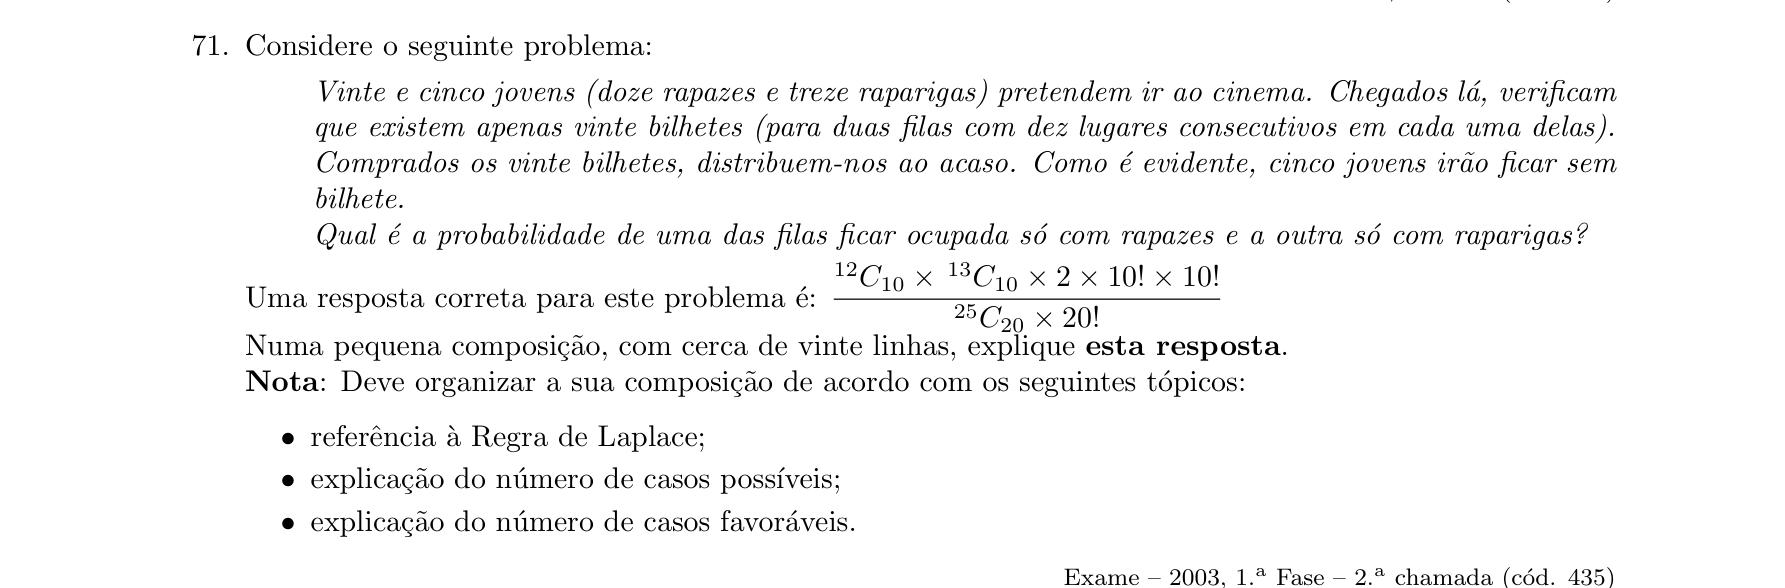 71. Considere o seguinte problema:
Vinte e cinco jovens (doze rapazes e treze raparigas) pretendem ir ao cinema. Chegados lá, verificam
que existem apenas vinte bilhetes (para duas filas com dez lugares consecutivos em cada uma delas).
Comprados os vinte bilhetes, distribuem-nos ao acaso. Como é evidente, cinco jovens irão ficar sem
bilhete.
Qual é a probabilidade de uma das filas ficar ocupada só com rapazes e a outra só com raparigas?
Uma resposta correta para este problema é: $\frac{^{12}C_{10} \times {}^{13}C_{10} \times 2 \times 10! \times 10!}{^{25}C_{20} \times 20!}$
Numa pequena composição, com cerca de vinte linhas, explique esta resposta.
Nota: Deve organizar a sua composição de acordo com os seguintes tópicos:
• referência à Regra de Laplace;
• explicação do número de casos possíveis;
• explicação do número de casos favoráveis.
Exame – 2003, 1.ª Fase – 2.ª chamada (cód. 435)